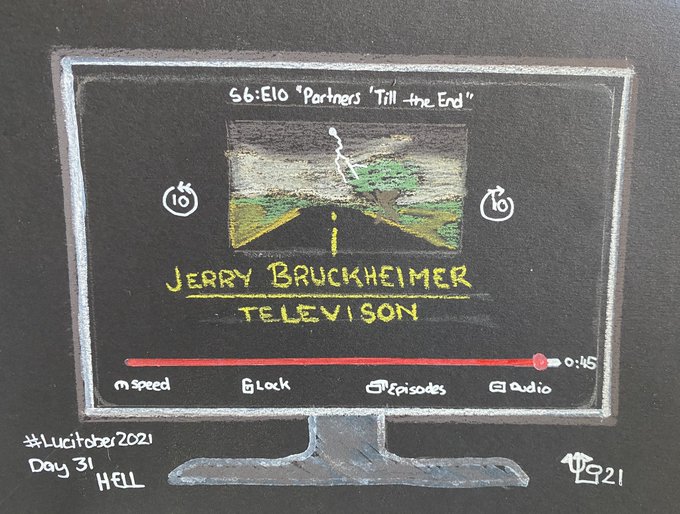 S6:E10 "Partners 'Till the End"
10
10
JERRY BRUCKHEIMER
TELEVISON
0:45
speed
Lock
Episodes
Audio
#Lucitober2021
Day 31
HELL
21